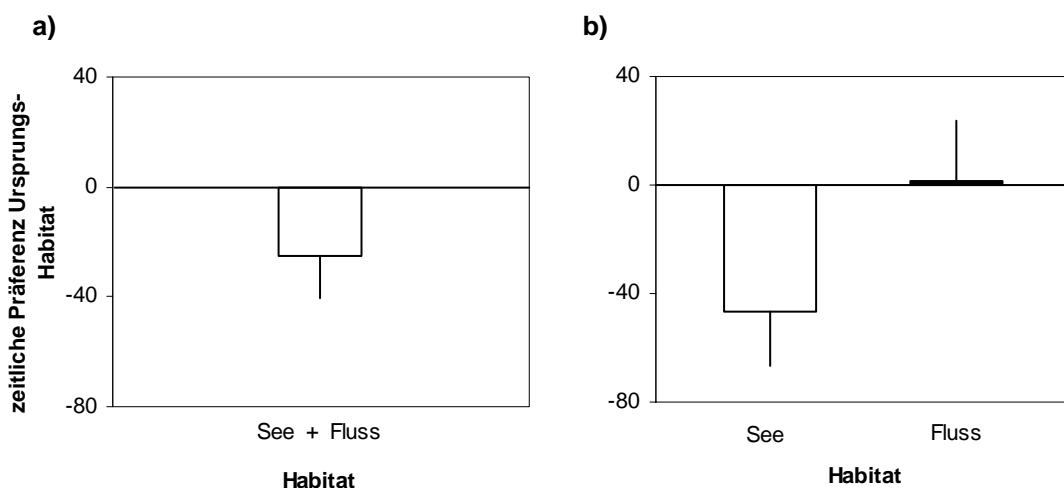 a)
zeitliche Präferenz Ursprungs-
Habitat
40
0
-40
-80
See + Fluss
Habitat
b)
40
0
-40
-80
See Fluss
Habitat